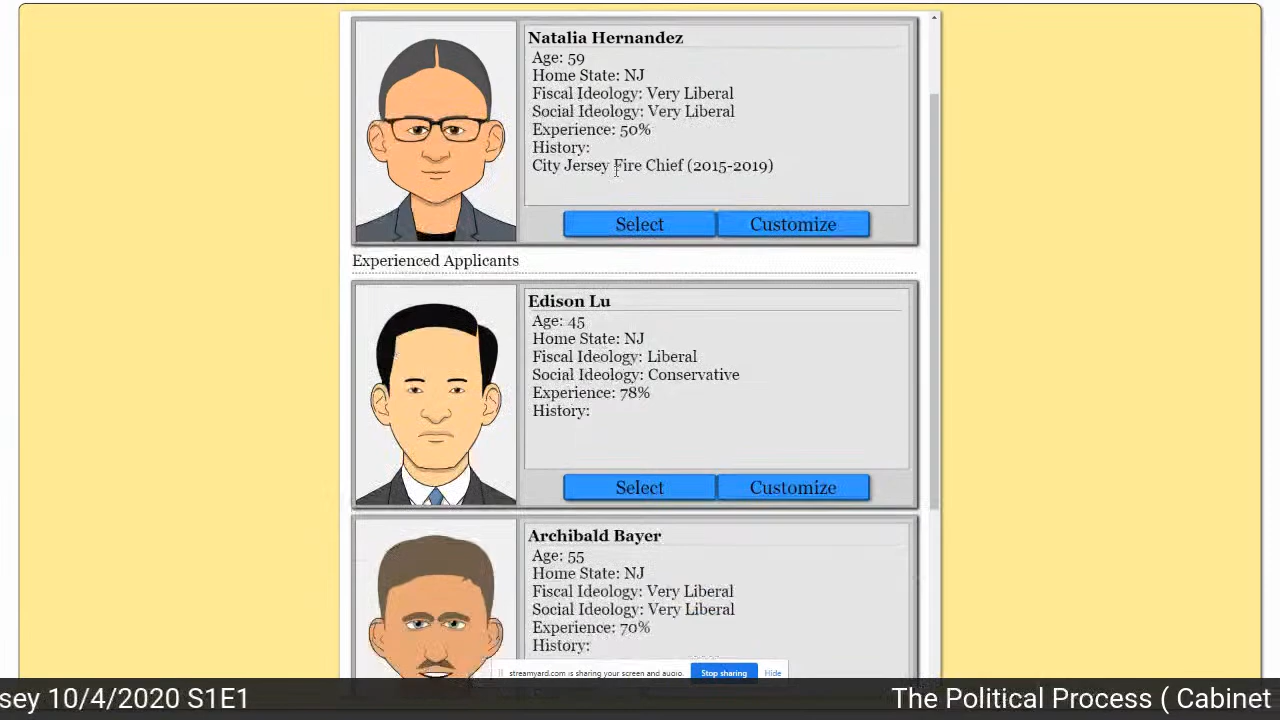 Natalia Hernandez
Age: 59
Home State: NJ
Fiscal Ideology: Very Liberal
Social Ideology: Very Liberal
Experience: 50%
History:
City Jersey Fire Chief (2015-2019)
Select
Customize
Experienced Applicants
Edison Lu
Age: 45
Home State: NJ
Fiscal Ideology: Liberal
Social Ideology: Conservative
Experience: 78%
History:
Select
Customize
Archibald Bayer
Age: 55
Home State: NJ
Fiscal Ideology: Very Liberal
Social Ideology: Very Liberal
Experience: 70%
History:
streamyard.com is sharing your screen and audio.
Stop sharing
Hide
sey 10/4/2020 S1E1
The Political Process ( Cabinet